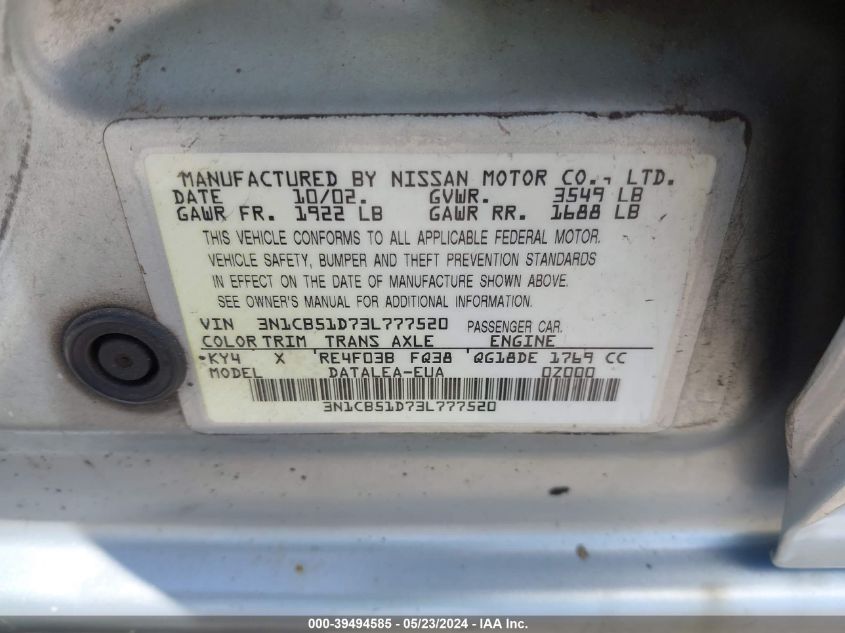 MANUFACTURED BY NISSAN MOTOR CO., LTD.
DATE 10/02. GVWR. 3549 LB
GAWR FR. 1922 LB GAWR RR. 1688 LB
THIS VEHICLE CONFORMS TO ALL APPLICABLE FEDERAL MOTOR.
VEHICLE SAFETY, BUMPER AND THEFT PREVENTION STANDARDS
IN EFFECT ON THE DATE OF MANUFACTURE SHOWN ABOVE.
SEE OWNER'S MANUAL FOR ADDITIONAL INFORMATION.
VIN 3N1CB51D73L777520 PASSENGER CAR.
COLOR TRIM TRANS AXLE ENGINE
•KY4 X 'RE4F03B FQ38 'QG18DE 1769 CC
MODEL DATALEA-EUA 0Z000
3N1CB51D73L777520
000-39494585 - 05/23/2024 - IAA Inc.